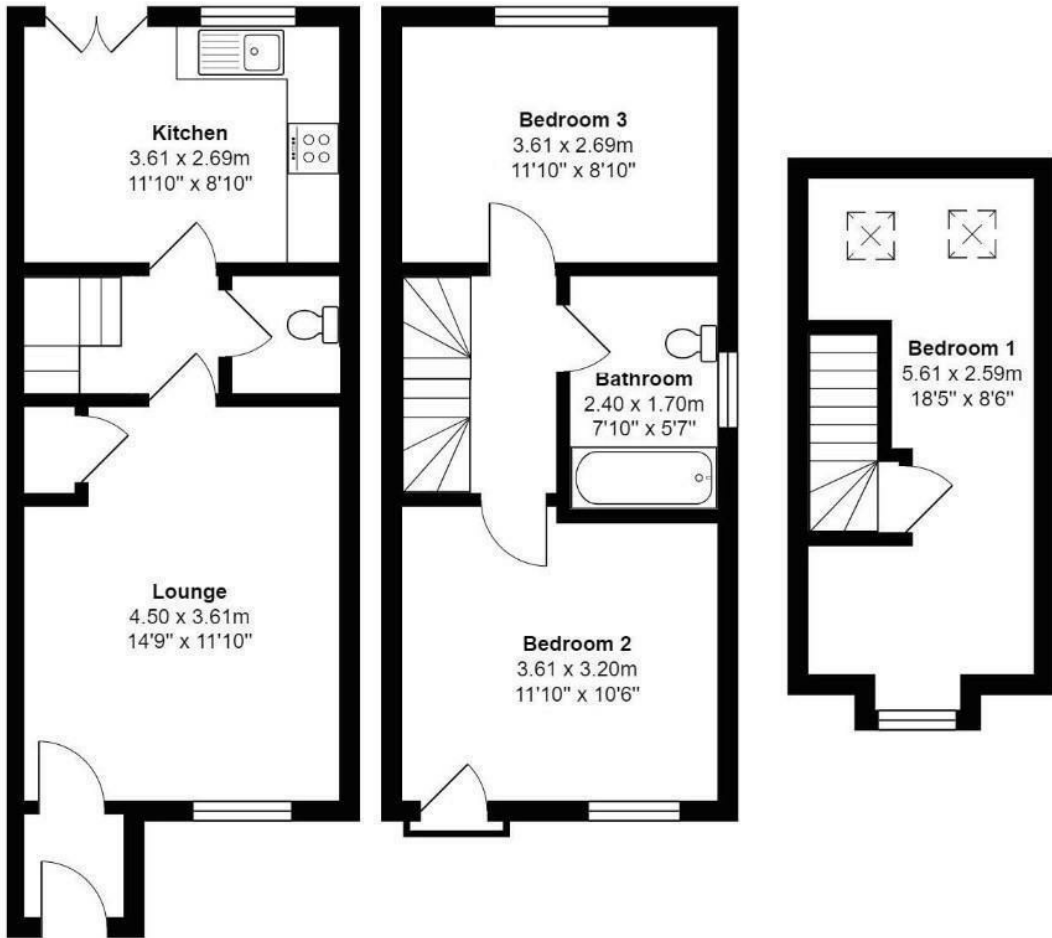 Kitchen
3.61 x 2.69m
11'10" x 8'10"
Lounge
4.50 x 3.61m
14'9" x 11'10"
Bedroom 3
3.61 x 2.69m
11'10" x 8'10"
Bathroom
2.40 x 1.70m
7'10" x 5'7"
Bedroom 2
3.61 x 3.20m
11'10" x 10'6"
Bedroom 1
5.61 x 2.59m
18'5" x 8'6"